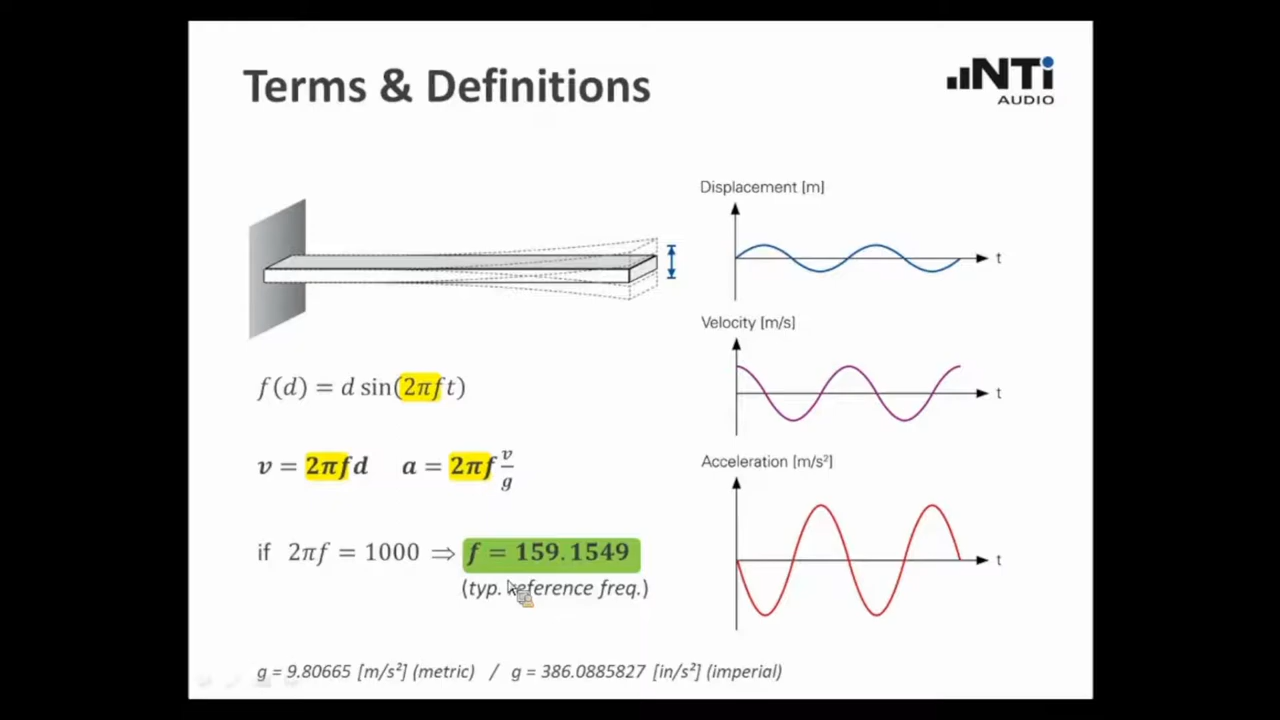 Terms & Definitions
NTi
AUDIO
Displacement [m]
t
Velocity [m/s]
t
Acceleration [m/s²]
t
f(d) = d sin(2πft)
v = 2πfd a = 2πf v/g
if 2πf = 1000 ⇒ f = 159.1549
(typ. reference freq.)
g = 9.80665 [m/s²] (metric) / g = 386.0885827 [in/s²] (imperial)